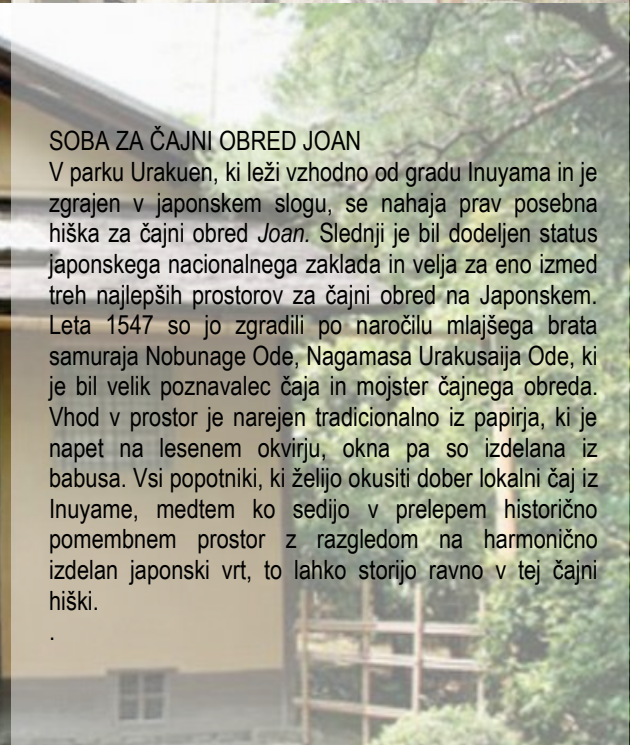 SOBA ZA ČAJNI OBRED JOAN
V parku Urakuen, ki leži vzhodno od gradu Inuyama in je
zgrajen v japonskem slogu, se nahaja prav posebna
hiška za čajni obred Joan. Slednji je bil dodeljen status
japonskega nacionalnega zaklada in velja za eno izmed
treh najlepših prostorov za čajni obred na Japonskem.
Leta 1547 so jo zgradili po naročilu mlajšega brata
samuraja Nobunage Ode, Nagamasa Urakusaija Ode, ki
je bil velik poznavalec čaja in mojster čajnega obreda.
Vhod v prostor je narejen tradicionalno iz papirja, ki je
napet na lesenem okvirju, okna pa so izdelana iz
babusa. Vsi popotniki, ki želijo okusiti dober lokalni čaj iz
Inuyame, medtem ko sedijo v prelepem historično
pomembnem prostor z razgledom na harmonično
izdelan japonski vrt, to lahko storijo ravno v tej čajni
hiški.
.